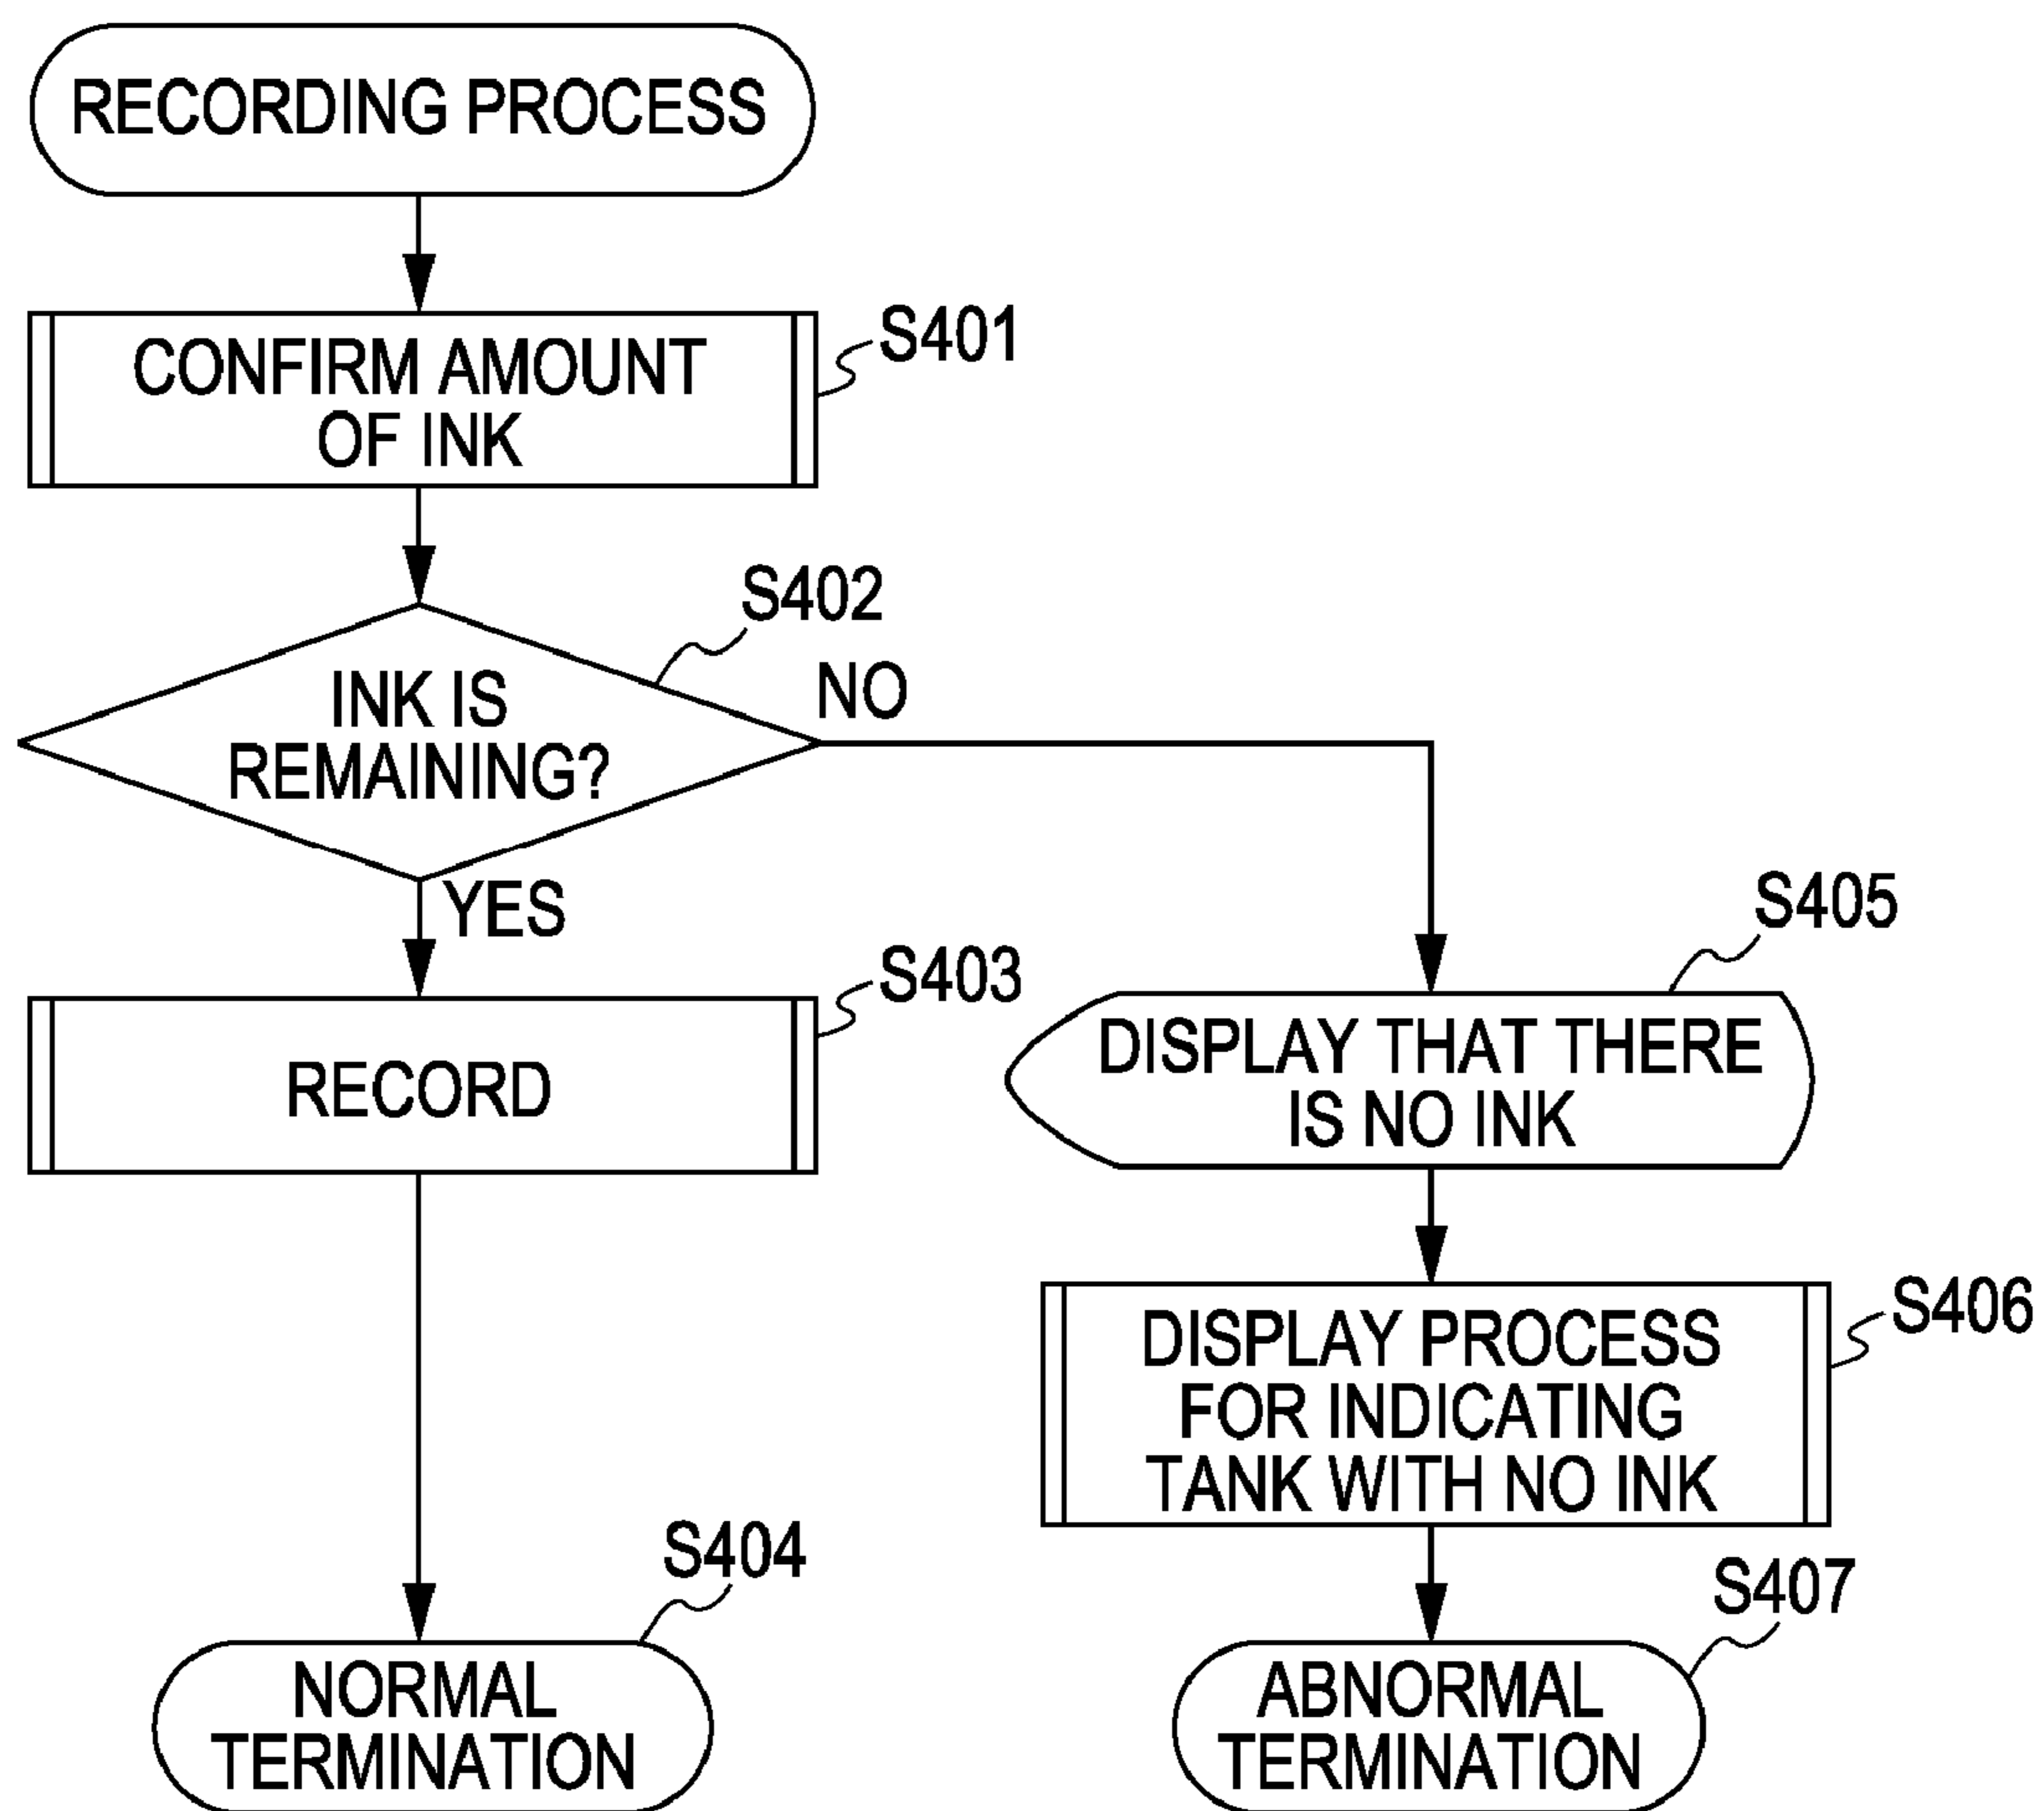 RECORDING PROCESS
CONFIRM AMOUNT
OF INK
S401
S402
INK IS
REMAINING?
NO
YES
S403
RECORD
S404
NORMAL
TERMINATION
S405
DISPLAY THAT THERE
IS NO INK
S406
DISPLAY PROCESS
FOR INDICATING
TANK WITH NO INK
S407
ABNORMAL
TERMINATION